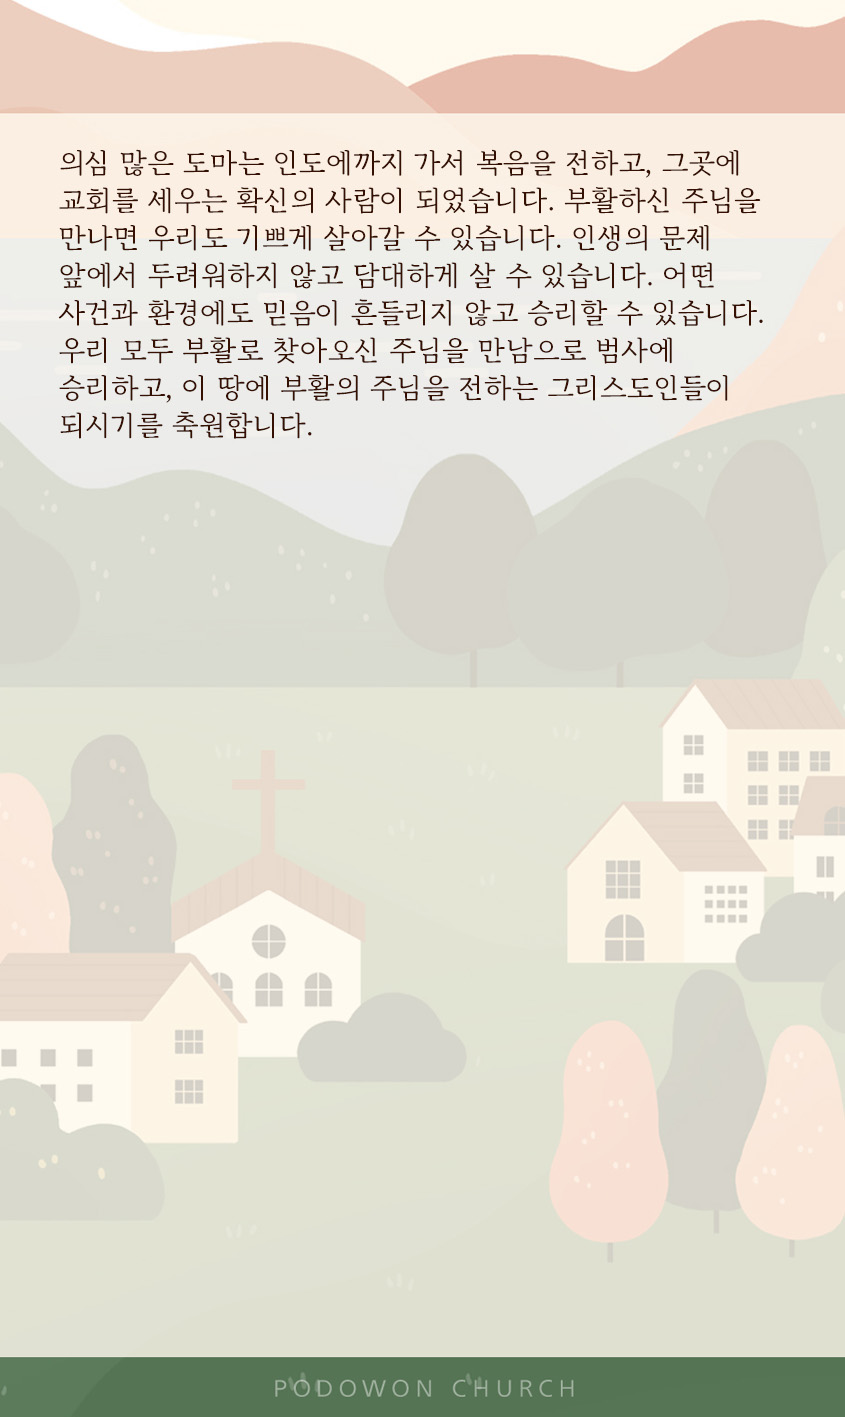 의심 많은 도마는 인도에까지 가서 복음을 전하고, 그곳에
교회를 세우는 확신의 사람이 되었습니다. 부활하신 주님을
만나면 우리도 기쁘게 살아갈 수 있습니다. 인생의 문제
앞에서 두려워하지 않고 담대하게 살 수 있습니다. 어떤
사건과 환경에도 믿음이 흔들리지 않고 승리할 수 있습니다.
우리 모두 부활로 찾아오신 주님을 만남으로 범사에
승리하고, 이 땅에 부활의 주님을 전하는 그리스도인들이
되시기를 축원합니다.
PODOWON CHURCH